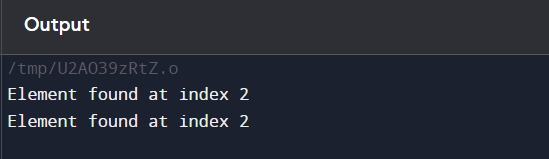 Output
/tmp/U2AO39zRtZ.o
Element found at index 2
Element found at index 2